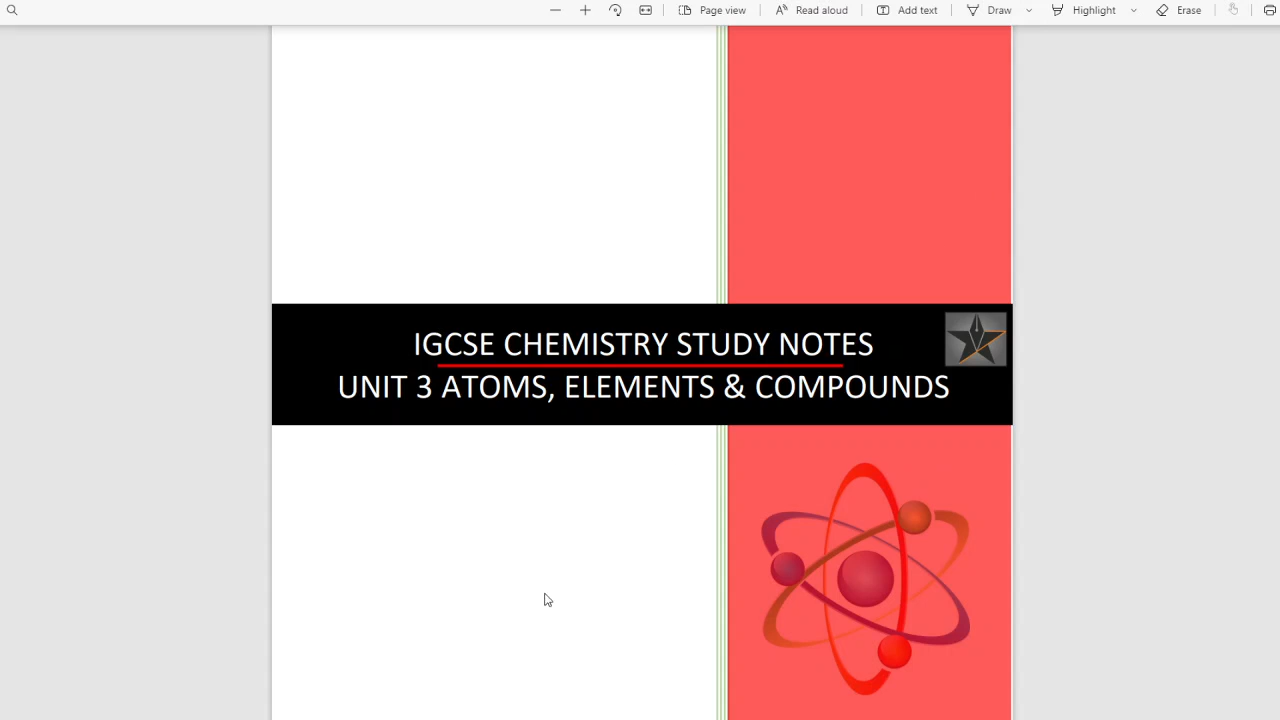 Page view
Read aloud
Add text
Draw
Highlight
Erase
IGCSE CHEMISTRY STUDY NOTES
UNIT 3 ATOMS, ELEMENTS & COMPOUNDS